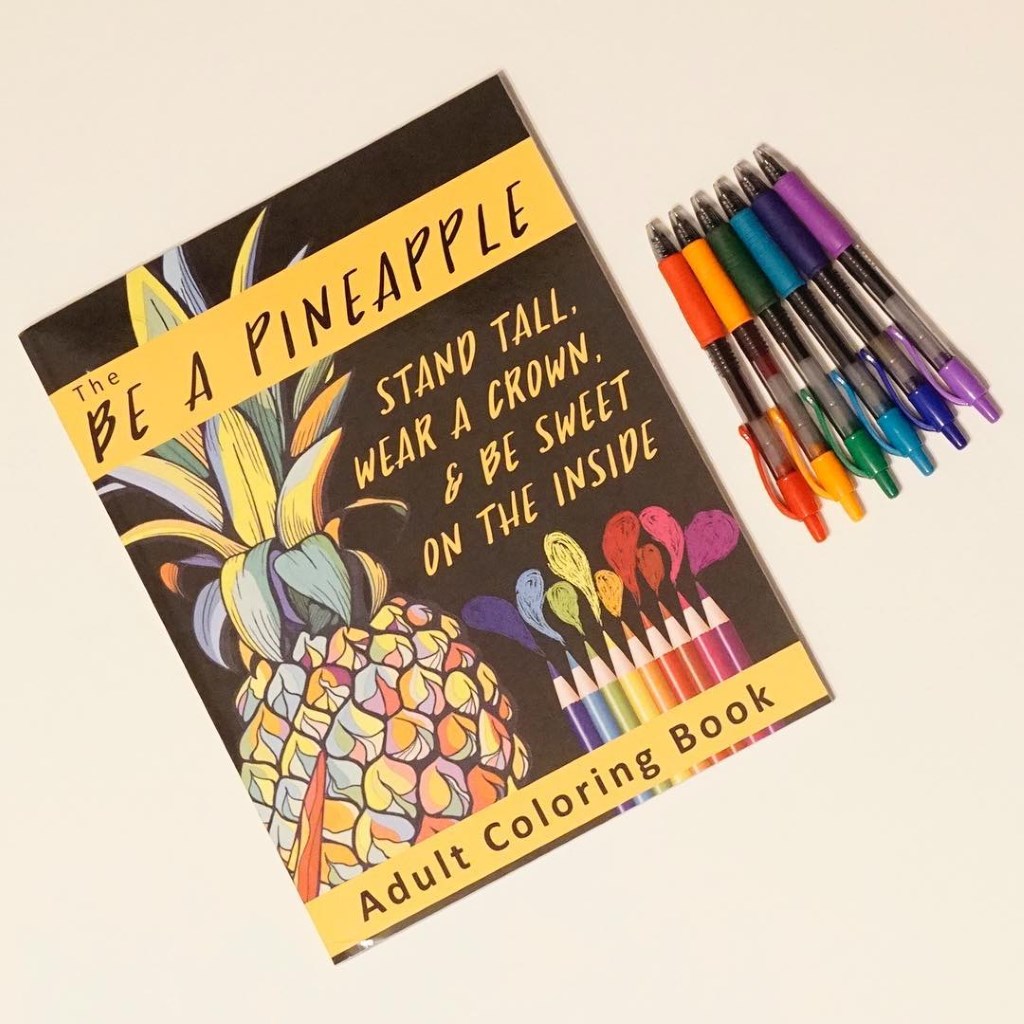 The
BE A PINEAPPLE
STAND TALL,
WEAR A CROWN,
& BE SWEET
ON THE INSIDE
Adult Coloring Book